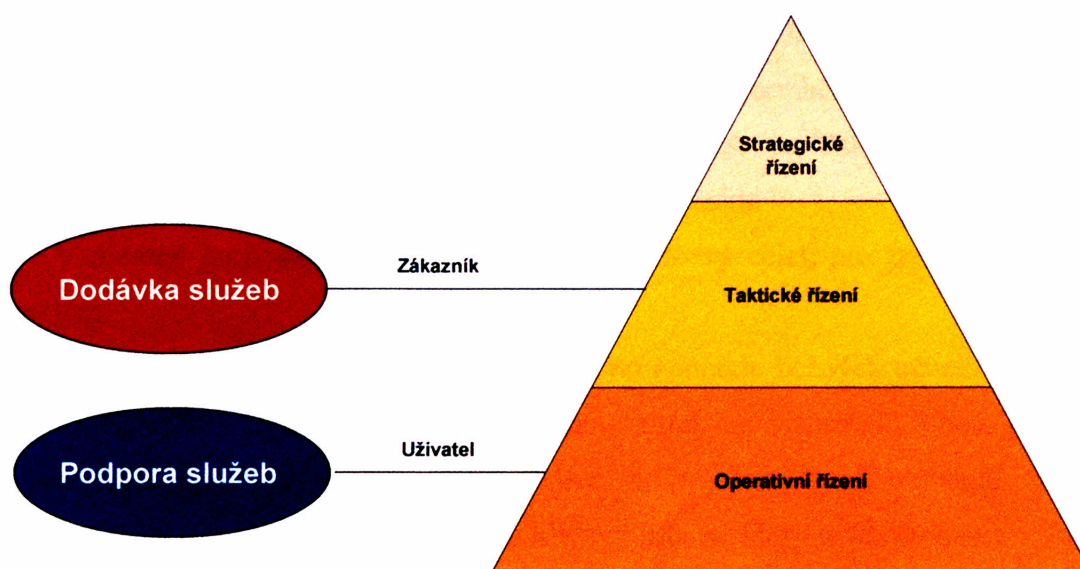 Strategické
řízení
Zákazník
Dodávka služeb
Taktické řízení
Uživatel
Podpora služeb
Operativní řízení